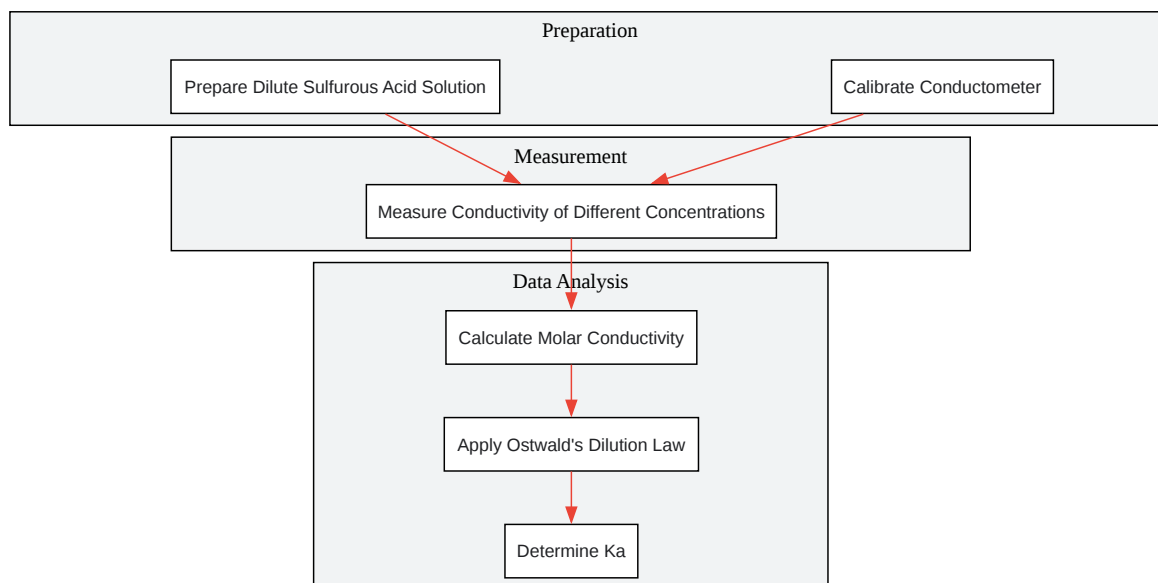 Preparation
Prepare Dilute Sulfurous Acid Solution
Calibrate Conductometer
Measurement
Measure Conductivity of Different Concentrations
Data Analysis
Calculate Molar Conductivity
Apply Ostwald's Dilution Law
Determine Ka